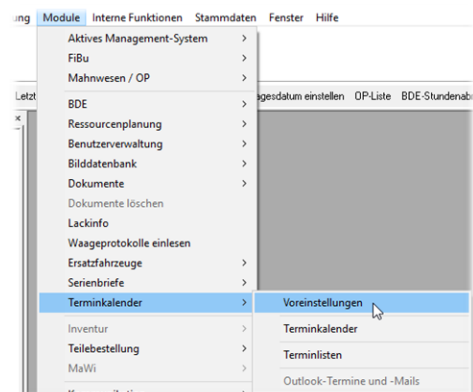 ung Module Interne Funktionen Stammdaten Fenster Hilfe
Aktives Management-System
FiBu
Mahnwesen / OP
Letzt agesdatum einstellen OP-Liste BDE-Stundenab
BDE
Ressourcenplanung
Benutzerverwaltung
Bilddatenbank
Dokumente
Dokumente löschen
Lackinfo
Waageprotokolle einlesen
Ersatzfahrzeuge
Serienbriefe
Terminkalender
Voreinstellungen
Inventur
Terminkalender
Teilebestellung
Terminlisten
MaWi
Outlook-Termine und -Mails